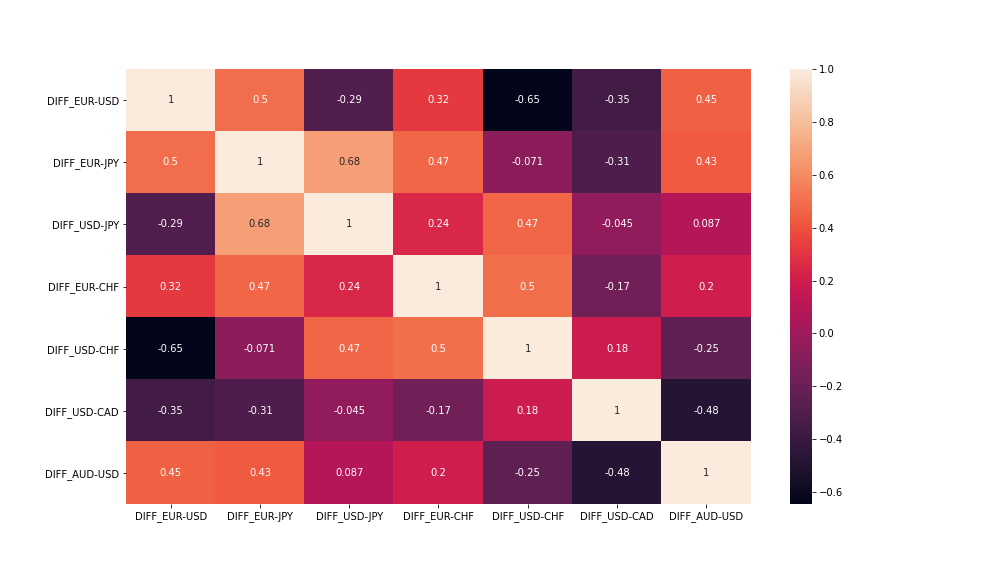 DIFF_EUR-USD 1 0.5 -0.29 0.32 -0.65 -0.35 0.45
DIFF_EUR-JPY 0.5 1 0.68 0.47 -0.071 -0.31 0.43
DIFF_USD-JPY -0.29 0.68 1 0.24 0.47 -0.045 0.087
DIFF_EUR-CHF 0.32 0.47 0.24 1 0.5 -0.17 0.2
DIFF_USD-CHF -0.65 -0.071 0.47 0.5 1 0.18 -0.25
DIFF_USD-CAD -0.35 -0.31 -0.045 -0.17 0.18 1 -0.48
DIFF_AUD-USD 0.45 0.43 0.087 0.2 -0.25 -0.48 1
DIFF_EUR-USD DIFF_EUR-JPY DIFF_USD-JPY DIFF_EUR-CHF DIFF_USD-CHF DIFF_USD-CAD DIFF_AUD-USD
1.0
0.8
0.6
0.4
0.2
0.0
−0.2
−0.4
−0.6